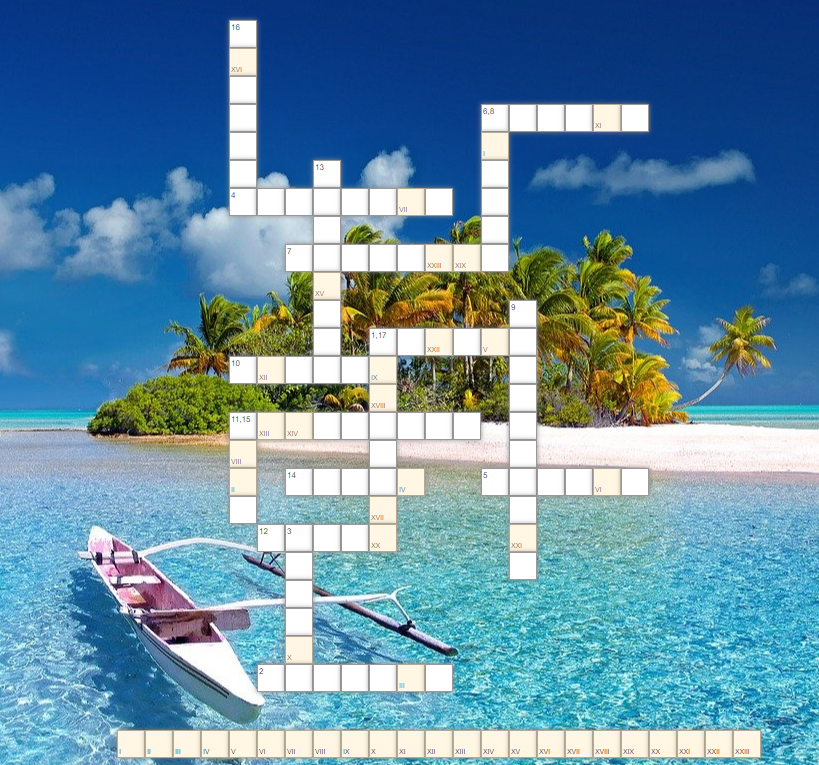 16
XVI
6,8 XI
I
13
4 VII
7 XXIII XIX
XV
9
1,17 XXII V
10 XII IX
XVIII
11,15 XIII XIV
VIII
II 14 IV 5 VI
XVII
12 3 XX XXI
X
2 III
I II III IV V VI VII VIII IX X XI XII XIII XIV XV XVI XVII XVIII XIX XX XXI XXII XXIII